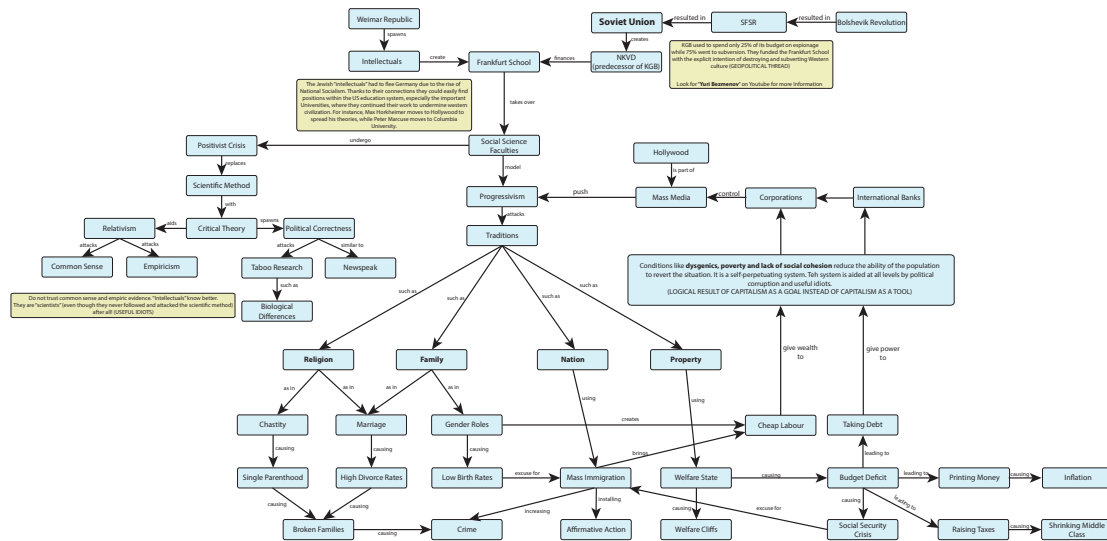 Weimar Republic
Soviet Union
resulted in
SFSR
resulted in
Bolshevik Revolution
spawns
creates
Intellectuals
create
Frankfurt School
finances
NKVD
(predecessor of KGB)
KGB used to spend only 25% of its budget on espionage
while 75% went to subversion. They funded the Frankfurt School
with the explicit intention of destroying and subverting Western
culture (GEOPOLITICAL THREAD)
Look for "Yuri Bezmenov" on Youtube for more Information
The Jewish "Intellectuals" had to flee Germany due to the rise of
National Socialism. Thanks to their connections they could easily find
positions within the US education system, especially the important
Universities, where they continued their work to undermine western
civilization. For instance, Max Horkheimer moves to Hollywood to
spread his theories, while Peter Marcuse moves to Columbia
University.
takes over
Positivist Crisis
undergo
Social Science
Faculties
Hollywood
replaces
model
is part of
Scientific Method
Progressivism
push
Mass Media
control
Corporations
International Banks
with
attacks
Relativism
aids
Critical Theory
spawns
Political Correctness
Traditions
attacks
attacks
attacks
similar to
Common Sense
Empiricism
Taboo Research
Newspeak
such as
Do not trust common sense and empiric evidence. "Intellectuals" know better.
They are "scientists" (even though they never followed and attacked the scientific method)
after all! (USEFUL IDIOTS)
Biological
Differences
Conditions like dysgenics, poverty and lack of social cohesion reduce the ability of the population
to revert the situation. It is a self-perpetuating system. Teh system is aided at all levels by political
corruption and useful idiots.
(LOGICAL RESULT OF CAPITALISM AS A GOAL INSTEAD OF CAPITALISM AS A TOOL)
such as
such as
such as
such as
Religion
Family
Nation
Property
give wealth
to
give power
to
as in
as in
as in
as in
using
using
Chastity
Marriage
Gender Roles
creates
Cheap Labour
Taking Debt
causing
causing
causing
brings
leading to
Single Parenthood
High Divorce Rates
Low Birth Rates
excuse for
Mass Immigration
Welfare State
causing
Budget Deficit
leading to
Printing Money
causing
Inflation
causing
causing
increasing
installing
causing
excuse for
causing
leading to
Broken Families
causing
Crime
Affirmative Action
Welfare Cliffs
Social Security
Crisis
Raising Taxes
causing
Shrinking Middle
Class